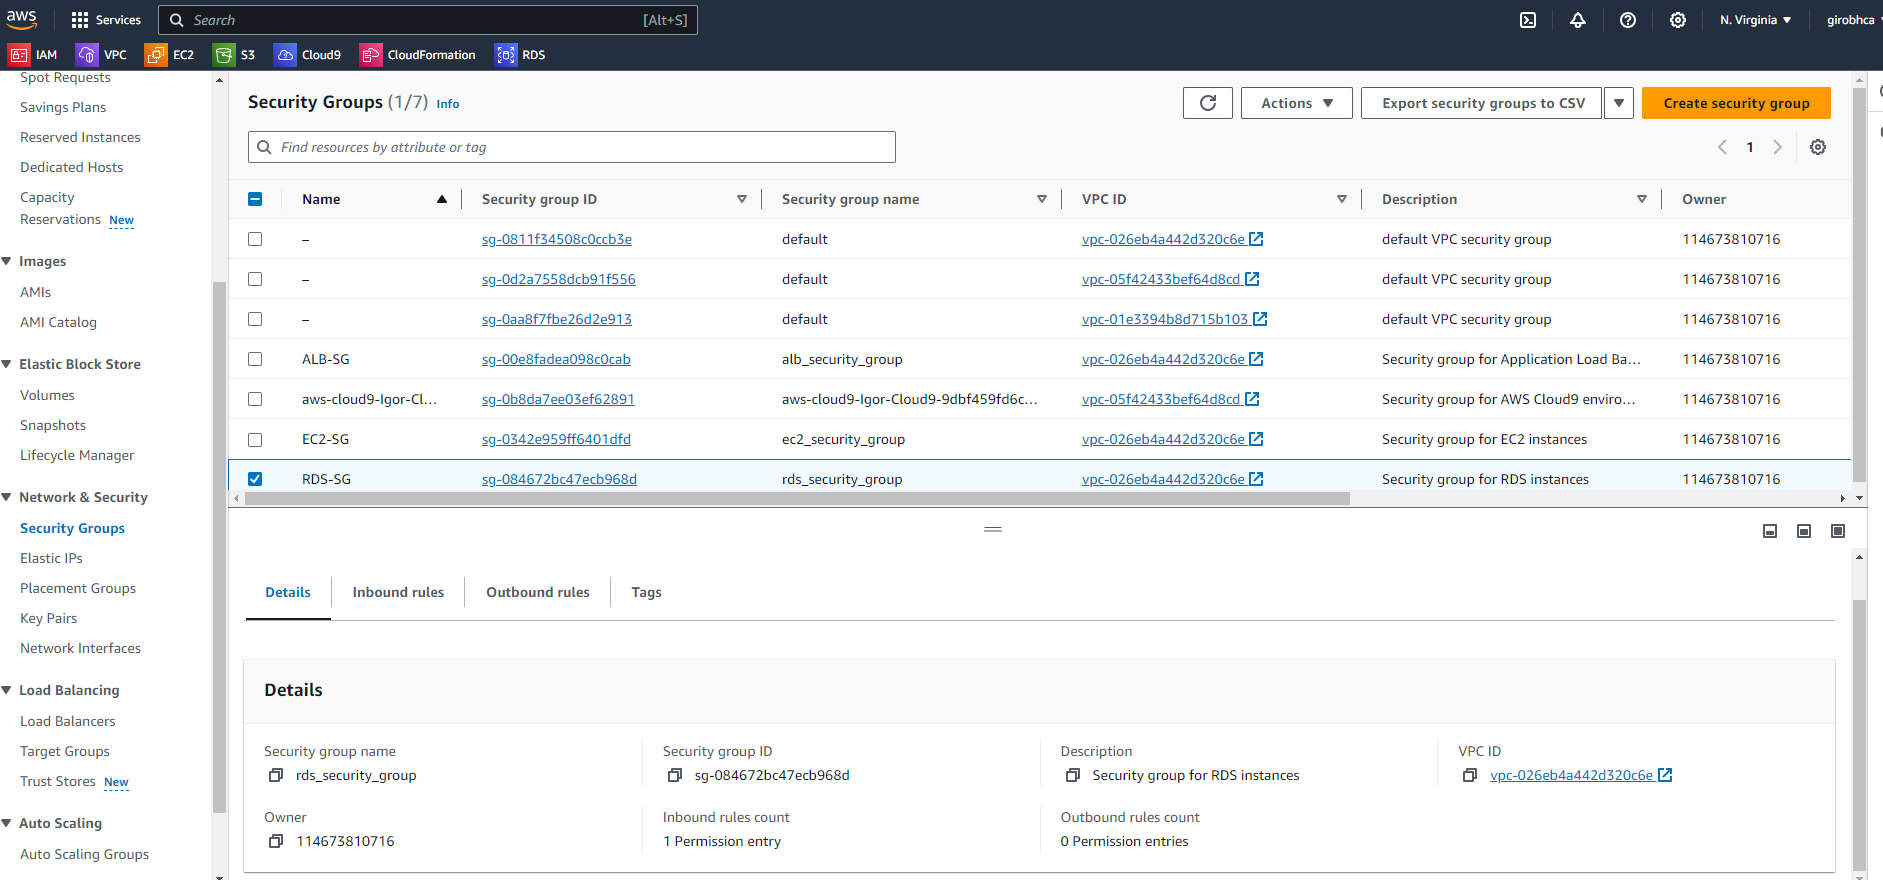 aws Services Search [Alt+S] N. Virginia girobhca
IAM VPC EC2 S3 Cloud9 CloudFormation RDS
Spot Requests
Savings Plans
Reserved Instances
Dedicated Hosts
Capacity
Reservations New
Images
AMIs
AMI Catalog
Elastic Block Store
Volumes
Snapshots
Lifecycle Manager
Network & Security
Security Groups
Elastic IPs
Placement Groups
Key Pairs
Network Interfaces
Load Balancing
Load Balancers
Target Groups
Trust Stores New
Auto Scaling
Auto Scaling Groups
Security Groups (1/7) Info Actions Export security groups to CSV Create security group
Find resources by attribute or tag 1
Name Security group ID Security group name VPC ID Description Owner
– sg-0811f34508c0ccb3e default vpc-026eb4a442d320c6e default VPC security group 114673810716
– sg-0d2a7558dcb91f556 default vpc-05f42433bef64d8cd default VPC security group 114673810716
– sg-0aa8f7fbe26d2e913 default vpc-01e3394b8d715b103 default VPC security group 114673810716
ALB-SG sg-00e8fadea098c0cab alb_security_group vpc-026eb4a442d320c6e Security group for Application Load Ba... 114673810716
aws-cloud9-Igor-Cl... sg-0b8da7ee03ef62891 aws-cloud9-Igor-Cloud9-9dbf459fd6c... vpc-05f42433bef64d8cd Security group for AWS Cloud9 enviro... 114673810716
EC2-SG sg-0342e959ff6401dfd ec2_security_group vpc-026eb4a442d320c6e Security group for EC2 instances 114673810716
RDS-SG sg-084672bc47ecb968d rds_security_group vpc-026eb4a442d320c6e Security group for RDS instances 114673810716
Details Inbound rules Outbound rules Tags
Details
Security group name Security group ID Description VPC ID
rds_security_group sg-084672bc47ecb968d Security group for RDS instances vpc-026eb4a442d320c6e
Owner Inbound rules count Outbound rules count
114673810716 1 Permission entry 0 Permission entries